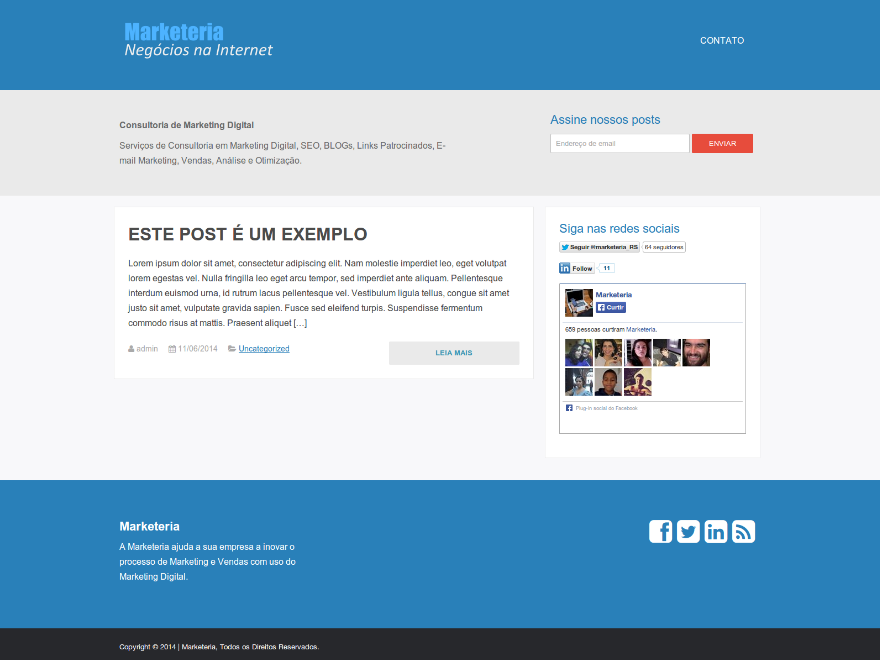 Marketeria
Negócios na Internet
CONTATO
Consultoria de Marketing Digital
Serviços de Consultoria em Marketing Digital, SEO, BLOGs, Links Patrocinados, E-
mail Marketing, Vendas, Análise e Otimização.
Assine nossos posts
Endereço de email
ENVIAR
ESTE POST É UM EXEMPLO
Lorem ipsum dolor sit amet, consectetur adipiscing elit. Nam molestie imperdiet leo, eget volutpat
lorem egestas vel. Nulla fringilla leo eget arcu tempor, sed imperdiet ante aliquam. Pellentesque
interdum euismod urna, id rutrum lacus pellentesque vel. Vestibulum ligula tellus, congue sit amet
justo sit amet, vulputate gravida sapien. Fusce sed eleifend turpis. Suspendisse fermentum
commodo risus at mattis. Praesent aliquet [...]
admin 11/06/2014 Uncategorized
LEIA MAIS
Siga nas redes sociais
Seguir @marketeria_RS 64 seguidores
in Follow 11
Marketeria
Curtir
659 pessoas curtiram Marketeria.
Plug-in social do Facebook
Marketeria
A Marketeria ajuda a sua empresa a inovar o
processo de Marketing e Vendas com uso do
Marketing Digital.
Copyright © 2014 | Marketeria, Todos os Direitos Reservados.